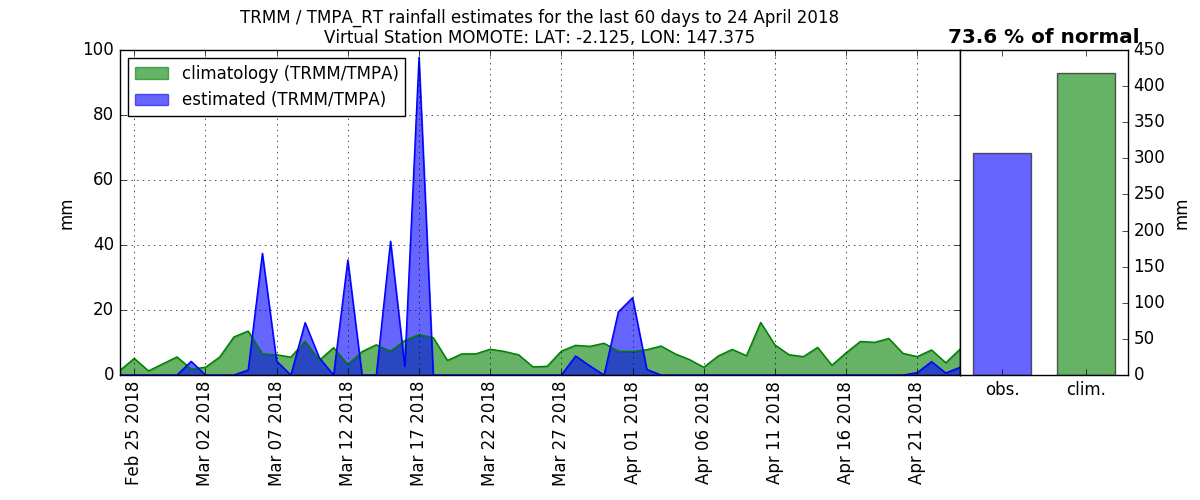 TRMM / TMPA_RT rainfall estimates for the last 60 days to 24 April 2018
Virtual Station MOMOTE: LAT: -2.125, LON: 147.375
73.6 % of normal
climatology (TRMM/TMPA)
estimated (TRMM/TMPA)
mm
100
80
60
40
20
0
Feb 25 2018
Mar 02 2018
Mar 07 2018
Mar 12 2018
Mar 17 2018
Mar 22 2018
Mar 27 2018
Apr 01 2018
Apr 06 2018
Apr 11 2018
Apr 16 2018
Apr 21 2018
obs.
clim.
450
400
350
300
250
200
150
100
50
0
mm